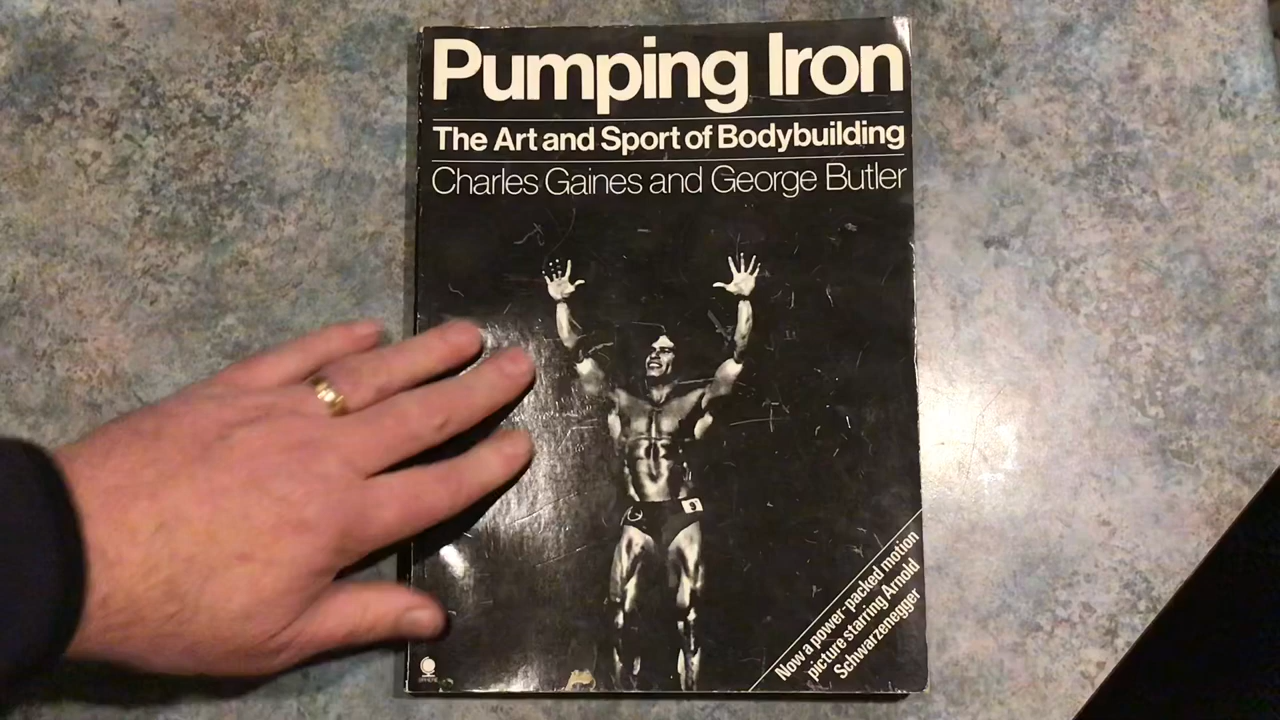 Pumping Iron
The Art and Sport of Bodybuilding
Charles Gaines and George Butler
9
Now a power-packed motion
picture starring Arnold
Schwarzenegger